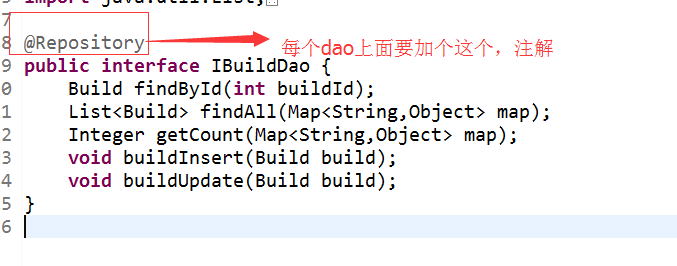 import java.util.List;
7
8 @Repository
每个dao上面要加个这个，注解
9 public interface IBuildDao {
0 Build findById(int buildId);
1 List<Build> findAll(Map<String,Object> map);
2 Integer getCount(Map<String,Object> map);
3 void buildInsert(Build build);
4 void buildUpdate(Build build);
5 }
6